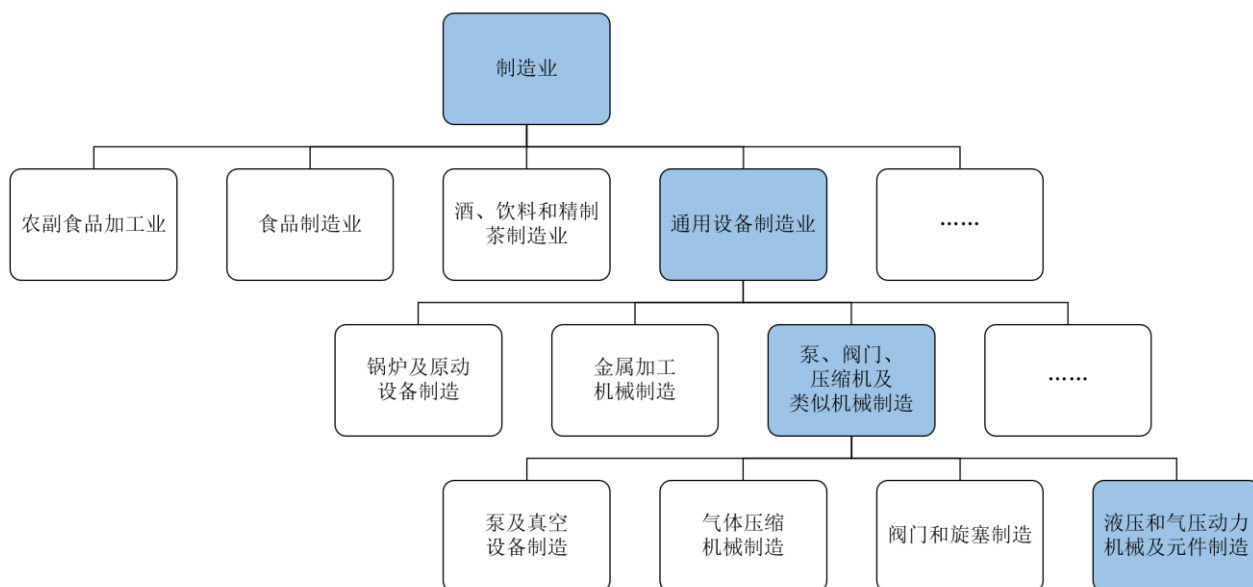 制造业
农副食品加工业
食品制造业
酒、饮料和精制
茶制造业
通用设备制造业
……
锅炉及原动
设备制造
金属加工
机械制造
泵、阀门、
压缩机及
类似机械制造
……
泵及真空
设备制造
气体压缩
机械制造
阀门和旋塞制造
液压和气压动力
机械及元件制造